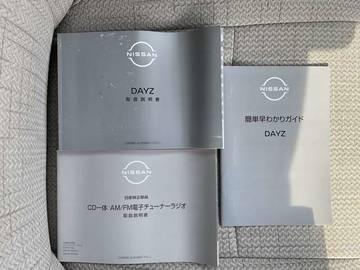 NISSAN
DAYZ
取扱説明書
NISSAN
簡単早わかりガイド
DAYZ
NISSAN
日産純正部品
CD一体 AM/FM電子チューナーラジオ
取扱説明書